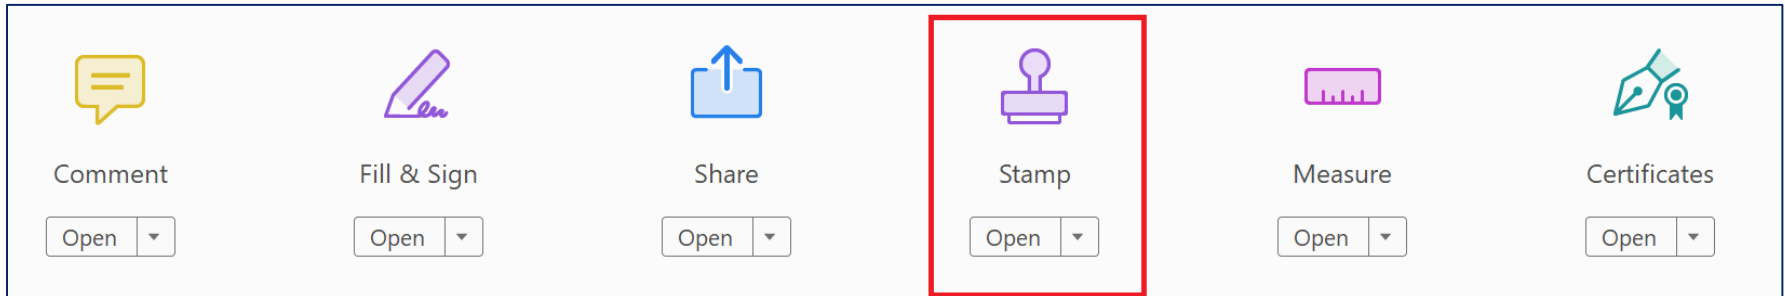 Comment Fill & Sign Share Stamp Measure Certificates
Open Open Open Open Open Open